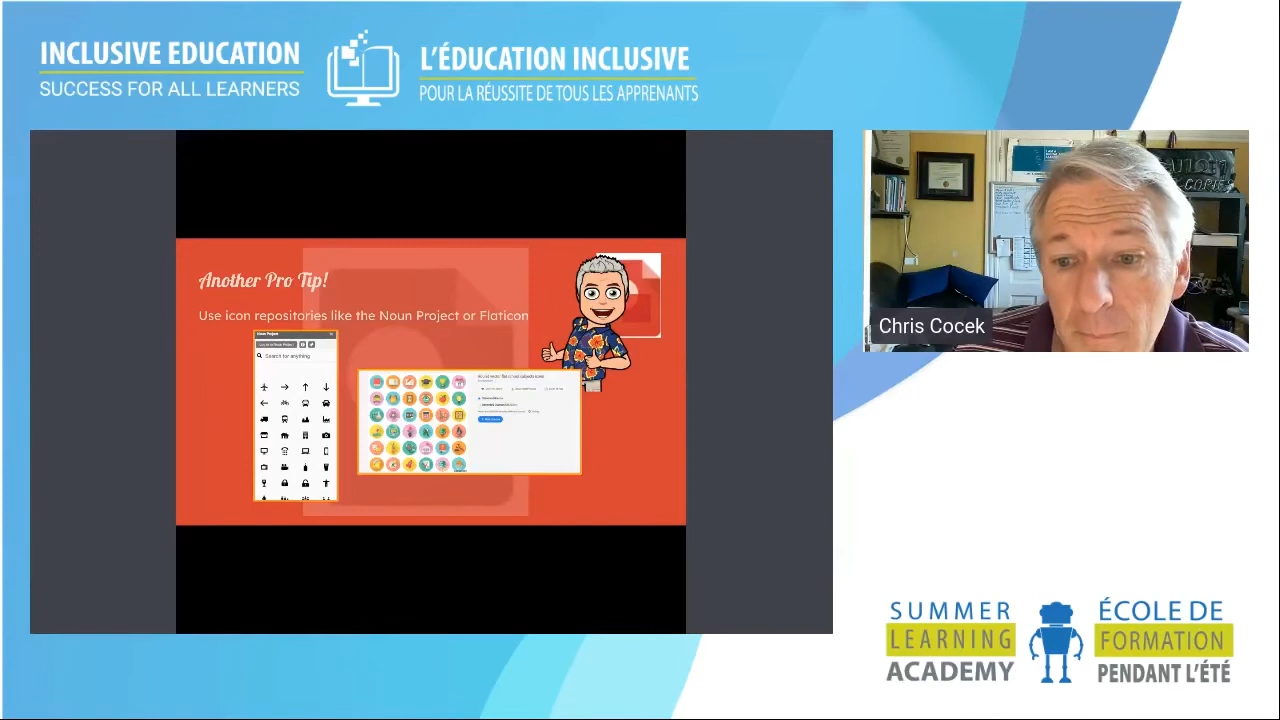 INCLUSIVE EDUCATION
SUCCESS FOR ALL LEARNERS
L'ÉDUCATION INCLUSIVE
POUR LA RÉUSSITE DE TOUS LES APPRENANTS
Another Pro Tip!
Use icon repositories like the Noun Project or Flaticon
Noun Project
Search for anything
Chris Cocek
SUMMER
LEARNING
ACADEMY
ÉCOLE DE
FORMATION
PENDANT L'ÉTÉ